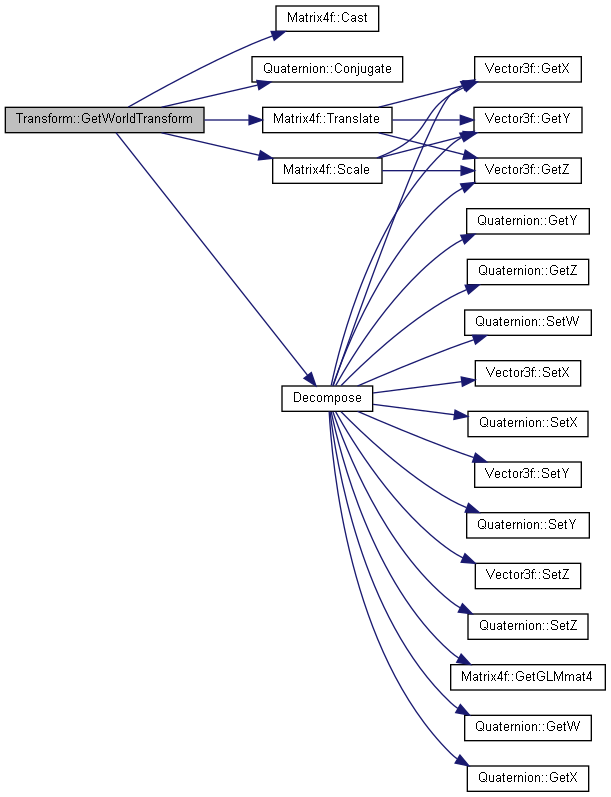 Matrix4f::Cast
Quaternion::Conjugate
Vector3f::GetX
Transform::GetWorldTransform
Matrix4f::Translate
Vector3f::GetY
Matrix4f::Scale
Vector3f::GetZ
Quaternion::GetY
Quaternion::GetZ
Quaternion::SetW
Vector3f::SetX
Decompose
Quaternion::SetX
Vector3f::SetY
Quaternion::SetY
Vector3f::SetZ
Quaternion::SetZ
Matrix4f::GetGLMmat4
Quaternion::GetW
Quaternion::GetX